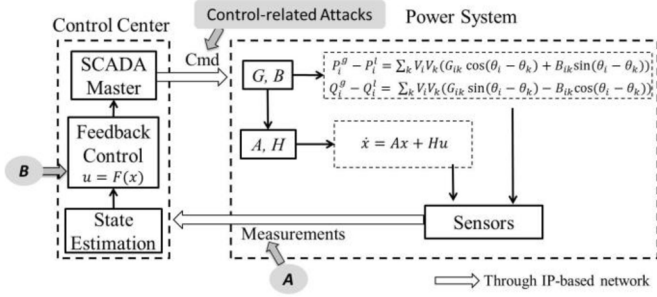 Control-related Attacks
Control Center
Power System
Cmd
SCADA
Master
G, B
P_i^g − P_i^l = ∑_k V_i V_k (G_ik cos(θ_i − θ_k) + B_ik sin(θ_i − θ_k))
Q_i^g − Q_i^l = ∑_k V_i V_k (G_ik sin(θ_i − θ_k) − B_ik cos(θ_i − θ_k))
Feedback
Control
u = F(x)
B
A, H
ẋ = Ax + Hu
State
Estimation
Sensors
Measurements
A
Through IP-based network